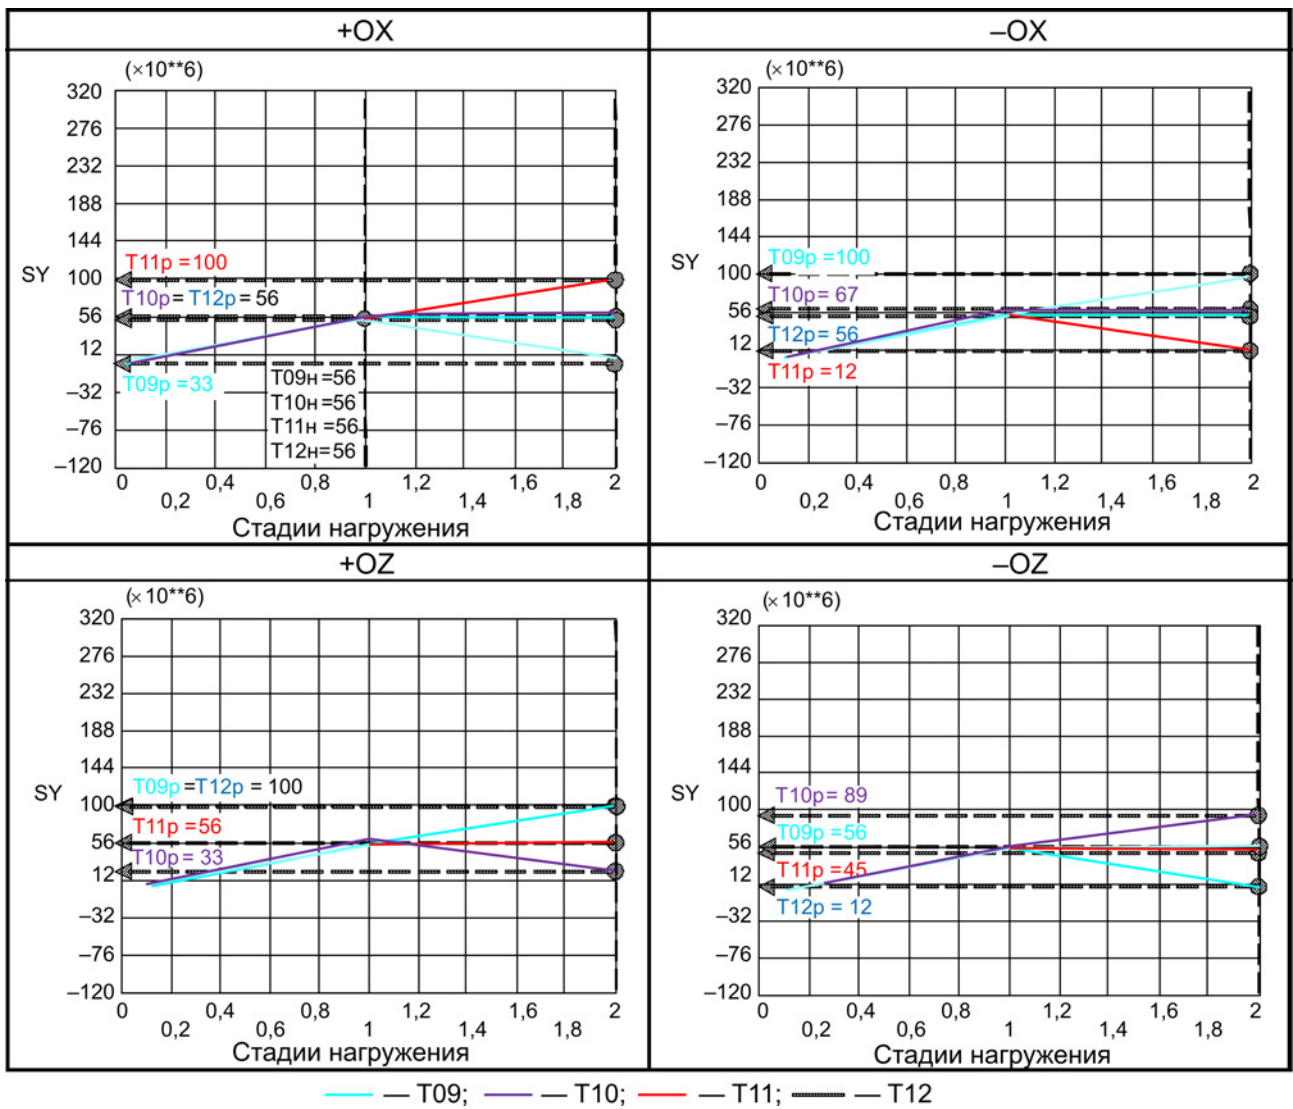 +OX
(×10**6)
320
276
232
188
144
SY
100
56
12
–32
–76
–120
T11р =100
T10р= T12р= 56
T09р =33
T09н =56
T10н =56
T11н =56
T12н=56
0 0,2 0,4 0,6 0,8 1 1,2 1,4 1,6 1,8 2
Стадии нагружения
–OX
(×10**6)
320
276
232
188
144
SY
100
56
12
–32
–76
–120
T09р =100
T10р= 67
T12р= 56
T11р = 12
0 0,2 0,4 0,6 0,8 1 1,2 1,4 1,6 1,8 2
Стадии нагружения
+OZ
(×10**6)
320
276
232
188
144
SY
100
56
12
–32
–76
–120
T09р =T12р = 100
T11р= 56
T10р = 33
0 0,2 0,4 0,6 0,8 1 1,2 1,4 1,6 1,8 2
Стадии нагружения
–OZ
(×10**6)
320
276
232
188
144
SY
100
56
12
–32
–76
–120
T10р= 89
T09р =56
T11р = 45
T12р = 12
0 0,2 0,4 0,6 0,8 1 1,2 1,4 1,6 1,8 2
Стадии нагружения
— T09; — T10; — T11; — T12